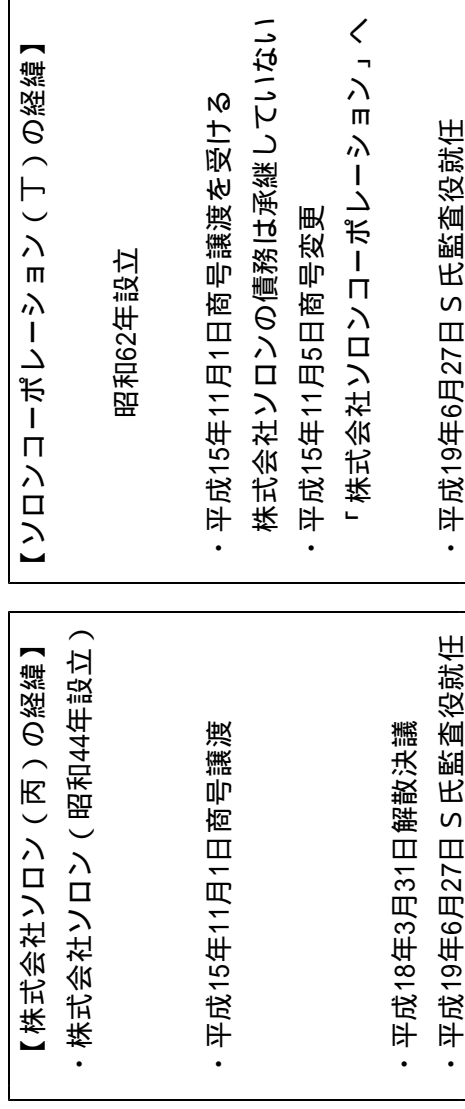 【株式会社ソロン（丙）の経緯】
・株式会社ソロン（昭和44年設立）
・平成15年11月1日商号譲渡
・平成18年3月31日解散決議
・平成19年6月27日Ｓ氏監査役就任
【ソロンコーポレーション（丁）の経緯】
昭和62年設立
・平成15年11月1日商号譲渡を受ける
株式会社ソロンの債務は承継していない
・平成15年11月5日商号変更
「株式会社ソロンコーポレーション」へ
・平成19年6月27日Ｓ氏監査役就任